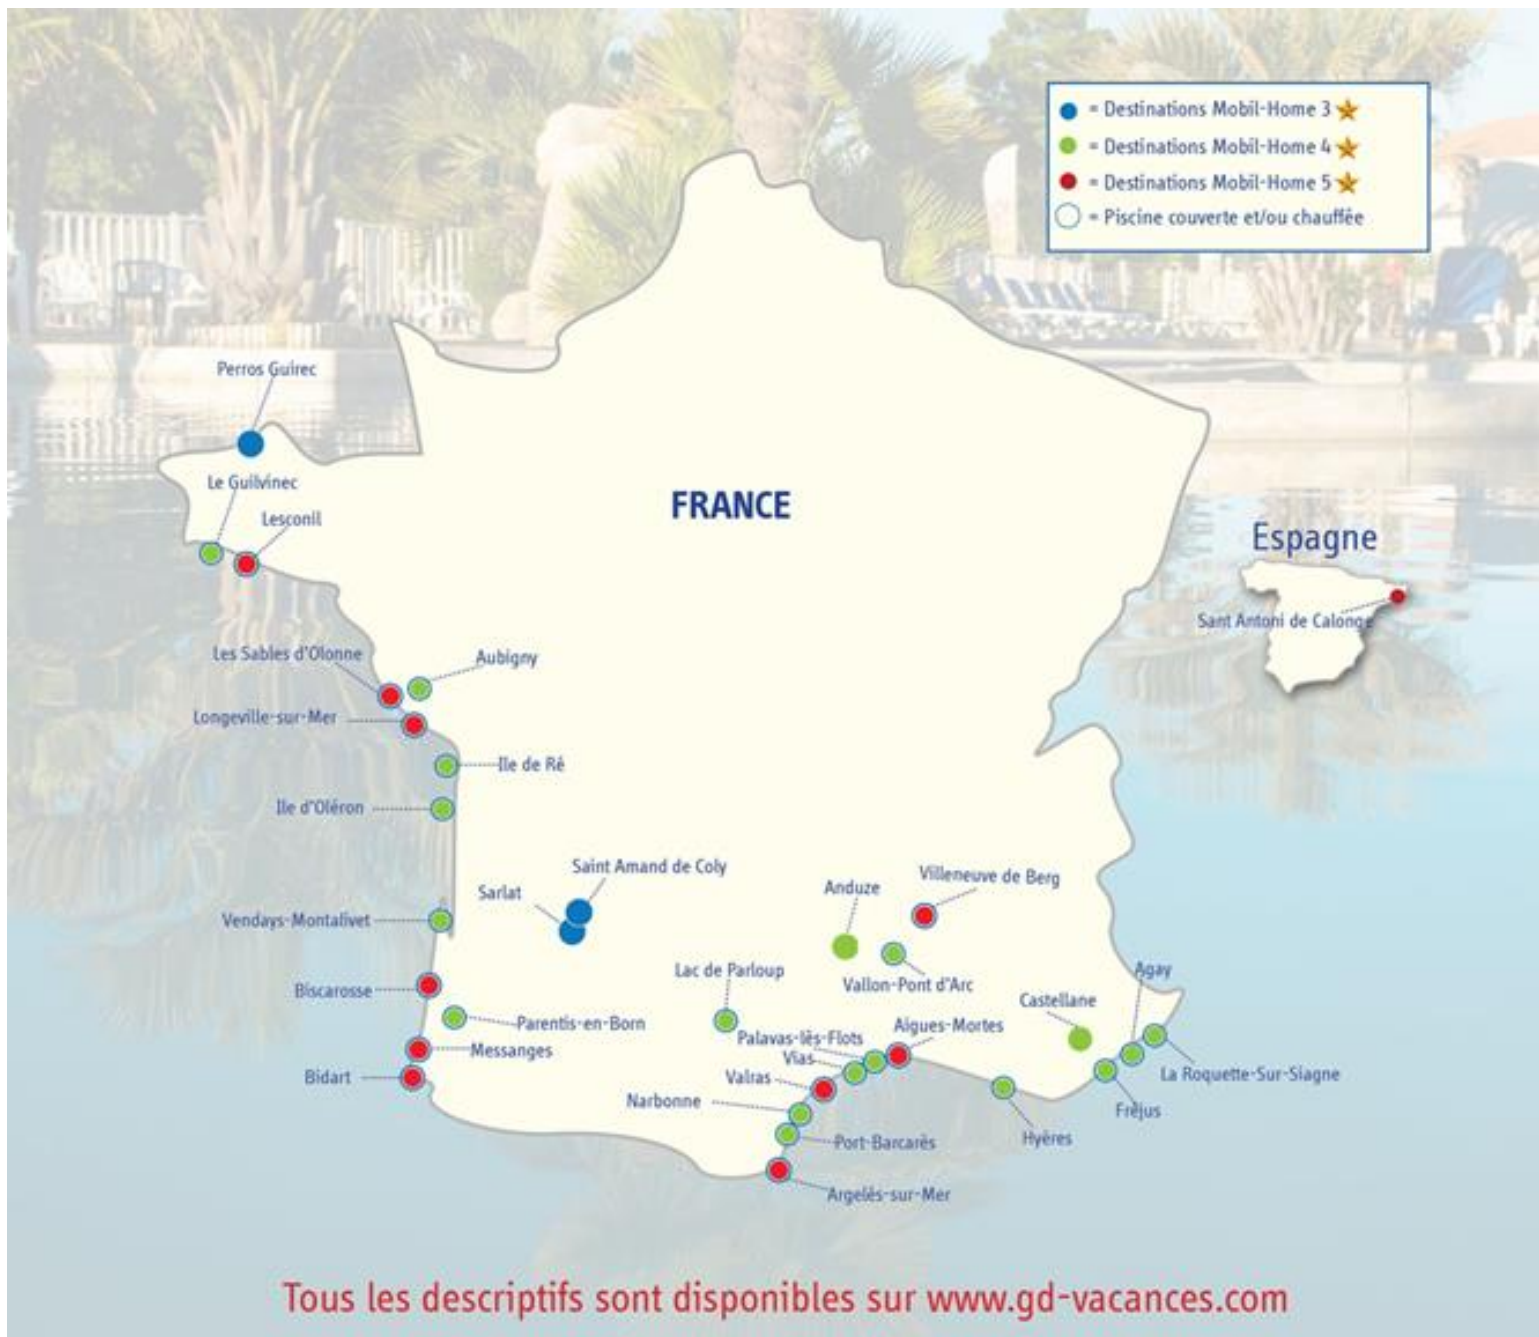 = Destinations Mobil-Home 3
= Destinations Mobil-Home 4
= Destinations Mobil-Home 5
= Piscine couverte et/ou chauffée
Perros Guirec
Le Guilvinec
Lesconil
FRANCE
Espagne
Sant Antoni de Calonge
Les Sables d'Olonne
Aubigny
Longeville-sur-Mer
Ile de Ré
Ile d'Oléron
Saint Amand de Coly
Sarlat
Anduze
Villeneuve de Berg
Vendays-Montalivet
Lac de Parloup
Vallon-Pont d'Arc
Agay
Biscarosse
Castellane
Parentis-en-Born
Palavas-lès-Flots
Aigues-Mortes
Messanges
Vias
Bidart
Valras
La Roquette-Sur-Siagne
Narbonne
Fréjus
Port-Barcarès
Hyères
Argelès-sur-Mer
Tous les descriptifs sont disponibles sur www.gd-vacances.com